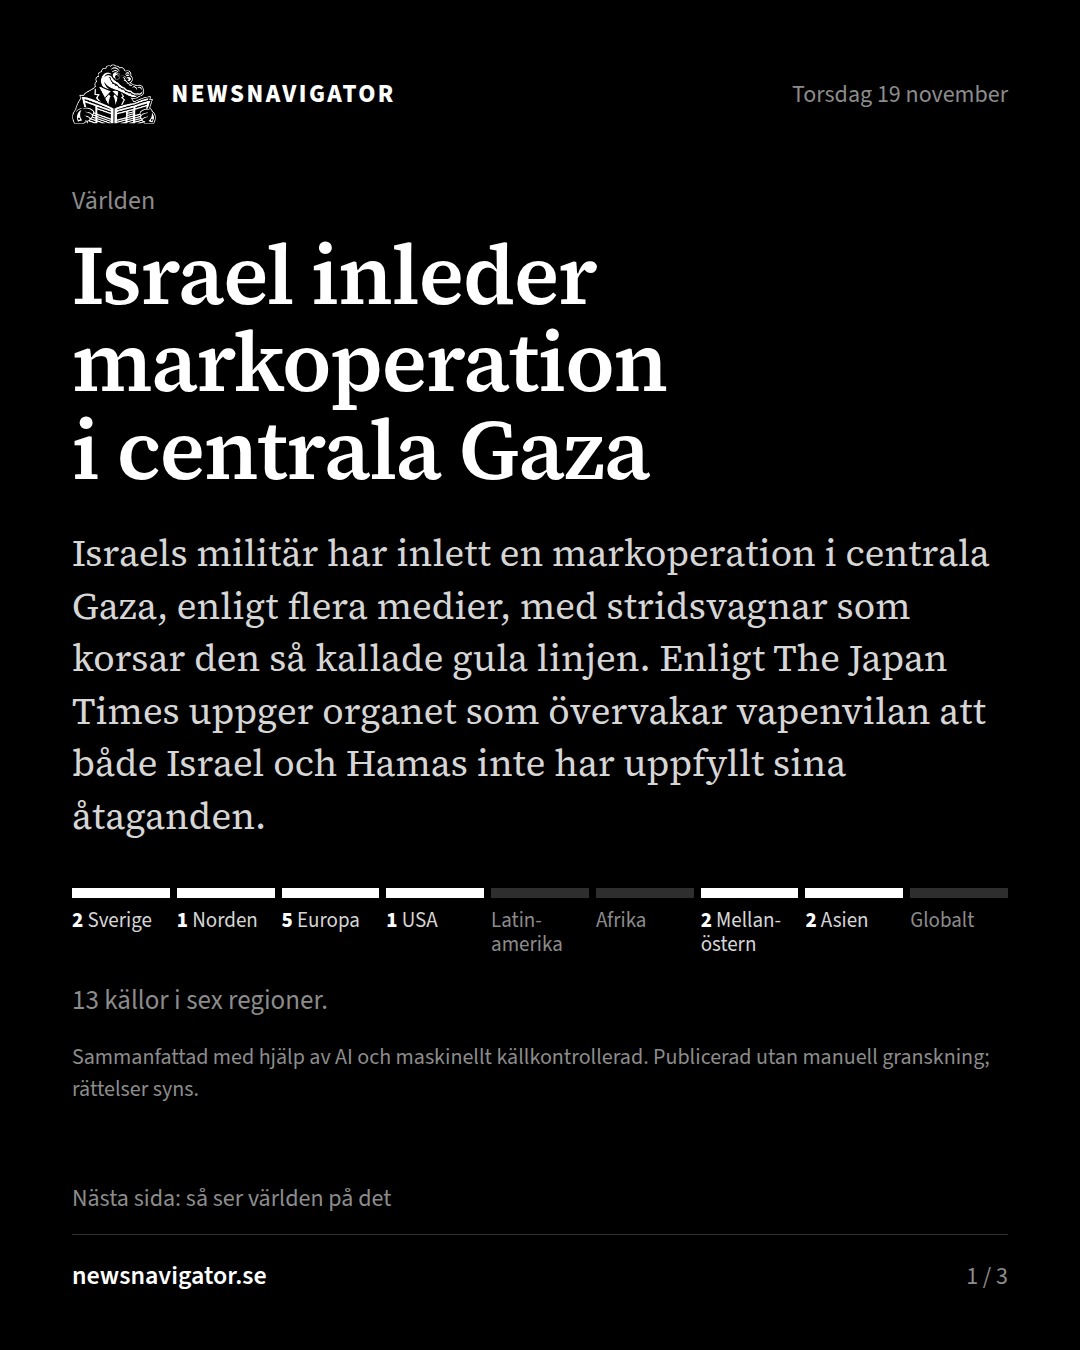 NEWSNAVIGATOR
Torsdag 19 november
Världen
Israel inleder
markoperation
i centrala Gaza
Israels militär har inlett en markoperation i centrala
Gaza, enligt flera medier, med stridsvagnar som
korsar den så kallade gula linjen. Enligt The Japan
Times uppger organet som övervakar vapenvilan att
både Israel och Hamas inte har uppfyllt sina
åtaganden.
2 Sverige
1 Norden
5 Europa
1 USA
Latin-
amerika
Afrika
2 Mellan-
östern
2 Asien
Globalt
13 källor i sex regioner.
Sammanfattad med hjälp av AI och maskinellt källkontrollerad. Publicerad utan manuell granskning;
rättelser syns.
Nästa sida: så ser världen på det
newsnavigator.se
1 / 3